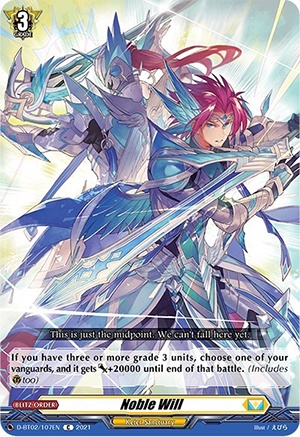 3
GRADE
This is just the midpoint. We can't fall here yet.
If you have three or more grade 3 units, choose one of your
vanguards, and it gets +20000 until end of that battle. (Includes
too)
BLITZ ORDER
Noble Will
D-BT02/107EN C 2021
Keter Sanctuary
Illust / えびら